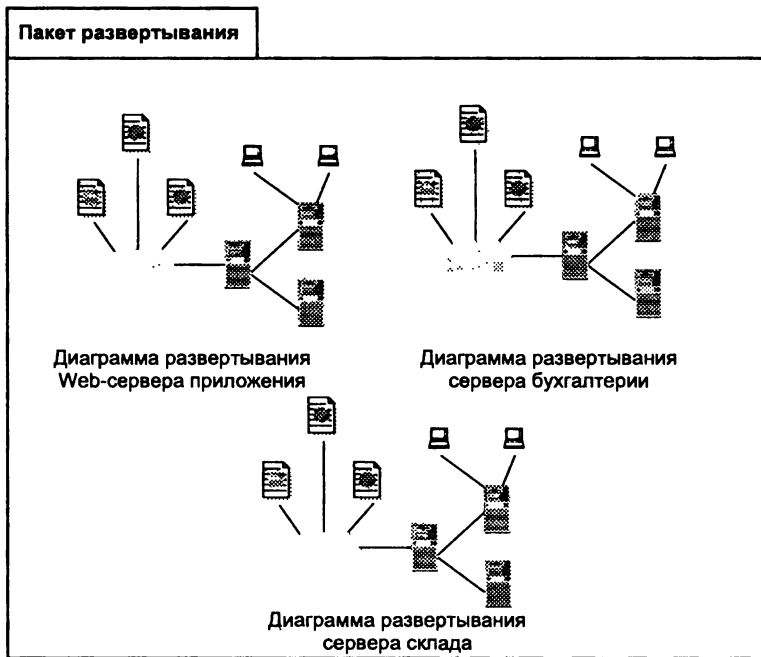 Пакет развертывания
Диаграмма развертывания
Web-сервера приложения
Диаграмма развертывания
сервера бухгалтерии
Диаграмма развертывания
сервера склада